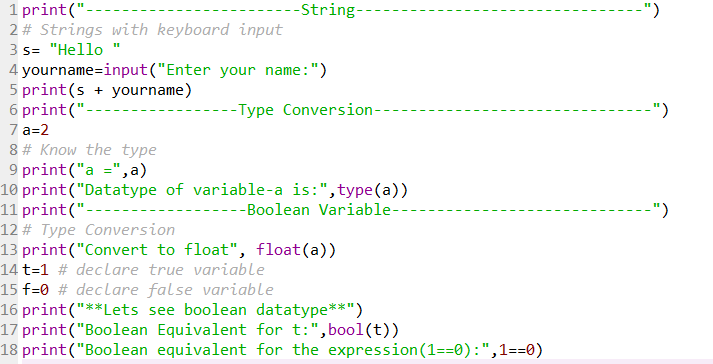 1 print("------------------------String--------------------------------")
2 # Strings with keyboard input
3 s= "Hello "
4 yourname=input("Enter your name:")
5 print(s + yourname)
6 print("-----------------Type Conversion-------------------------------")
7 a=2
8 # Know the type
9 print("a =",a)
10 print("Datatype of variable-a is:",type(a))
11 print("------------------Boolean Variable-----------------------------")
12 # Type Conversion
13 print("Convert to float", float(a))
14 t=1 # declare true variable
15 f=0 # declare false variable
16 print("**Lets see boolean datatype**")
17 print("Boolean Equivalent for t:",bool(t))
18 print("Boolean equivalent for the expression(1==0):",1==0)